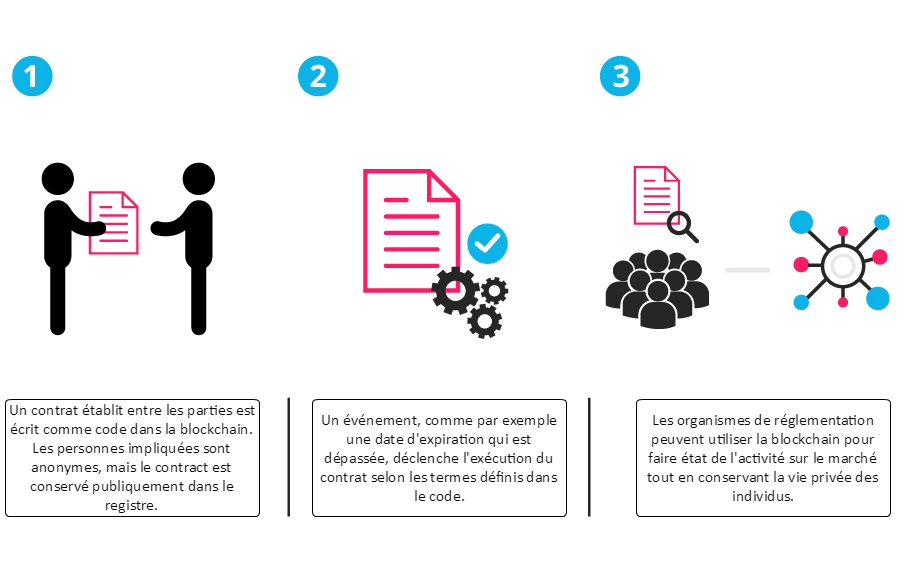 1
2
3
Un contrat établit entre les parties est
écrit comme code dans la blockchain.
Les personnes impliquées sont
anonymes, mais le contract est
conservé publiquement dans le
registre.
Un événement, comme par exemple
une date d'expiration qui est
dépassée, déclenche l'exécution du
contrat selon les termes définis dans
le code.
Les organismes de réglementation
peuvent utiliser la blockchain pour
faire état de l'activité sur le marché
tout en conservant la vie privée des
individus.